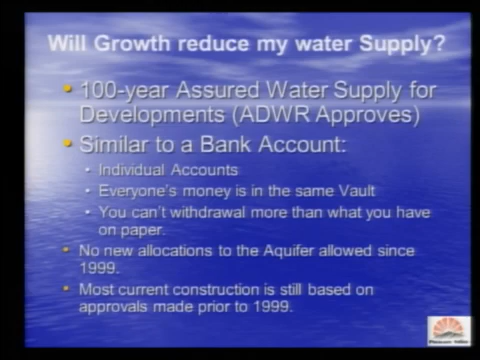 Will Growth reduce my water Supply?
100-year Assured Water Supply for
Developments (ADWR Approves)
Similar to a Bank Account:
Individual Accounts
Everyone's money is in the same Vault
You can't withdrawal more than what you have
on paper.
No new allocations to the Aquifer allowed since
1999.
Most current construction is still based on
approvals made prior to 1999.